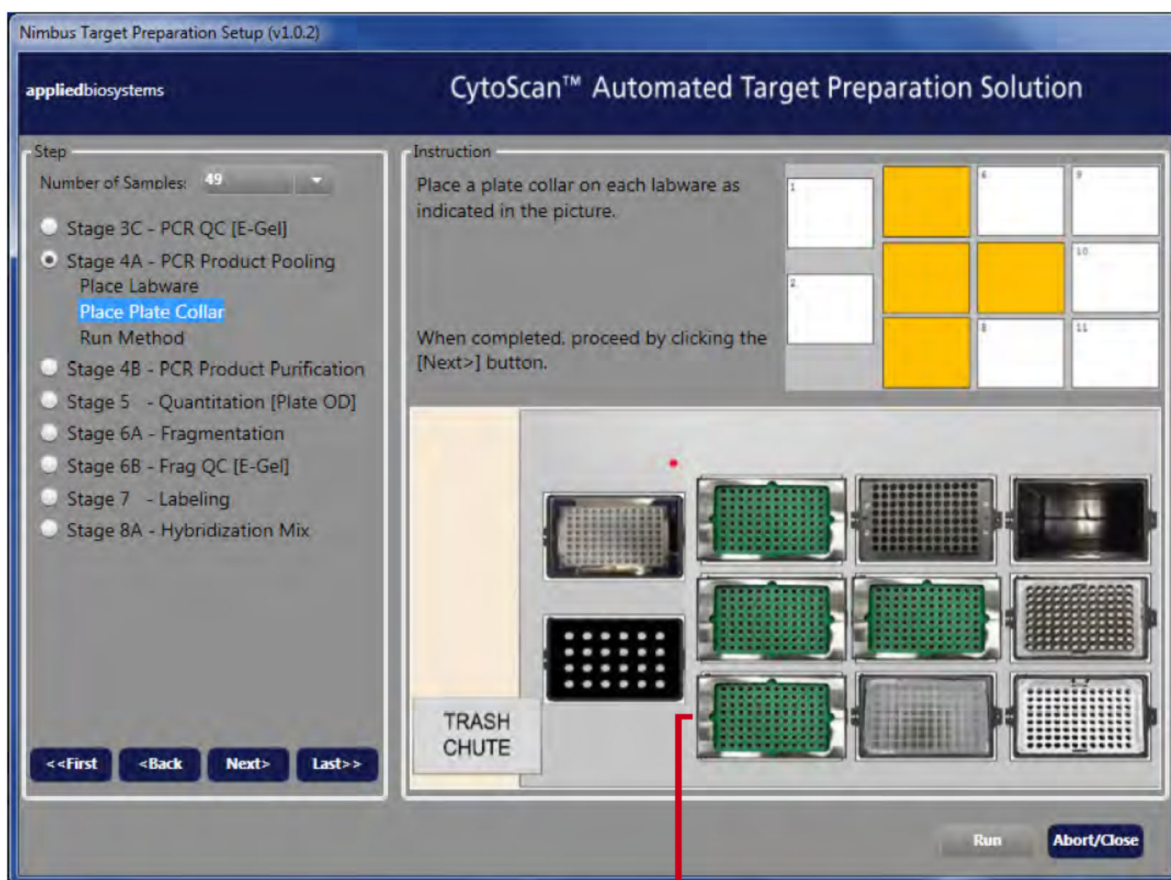 Nimbus Target Preparation Setup (v1.0.2)
appliedbiosystems
CytoScan™ Automated Target Preparation Solution
Step
Number of Samples: 49
Stage 3C - PCR QC [E-Gel]
Stage 4A - PCR Product Pooling
Place Labware
Place Plate Collar
Run Method
Stage 4B - PCR Product Purification
Stage 5 - Quantitation [Plate OD]
Stage 6A - Fragmentation
Stage 6B - Frag QC [E-Gel]
Stage 7 - Labeling
Stage 8A - Hybridization Mix
<<First
<Back
Next>
Last>>
Instruction
Place a plate collar on each labware as
indicated in the picture.
When completed, proceed by clicking the
[Next>] button.
1
6
9
10
2
8
11
TRASH
CHUTE
Run
Abort/Close